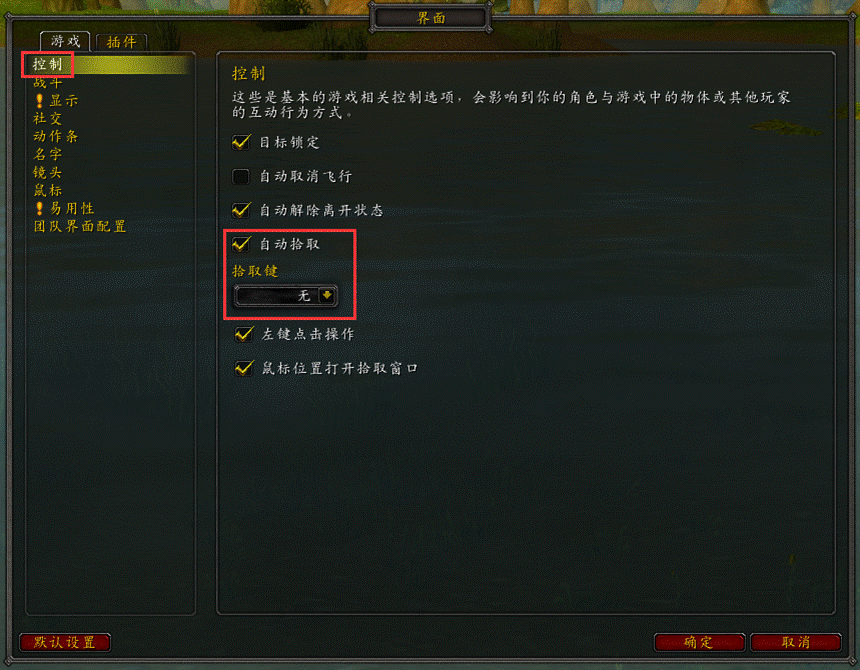 界面
游戏 插件
控制
战斗
显示
社交
动作条
名字
镜头
鼠标
易用性
团队界面配置
控制
这些是基本的游戏相关控制选项，会影响到你的角色与游戏中的物体或其他玩家
的互动行为方式。
目标锁定
自动取消飞行
自动解除离开状态
自动拾取
拾取键
无
左键点击操作
鼠标位置打开拾取窗口
默认设置 确定 取消